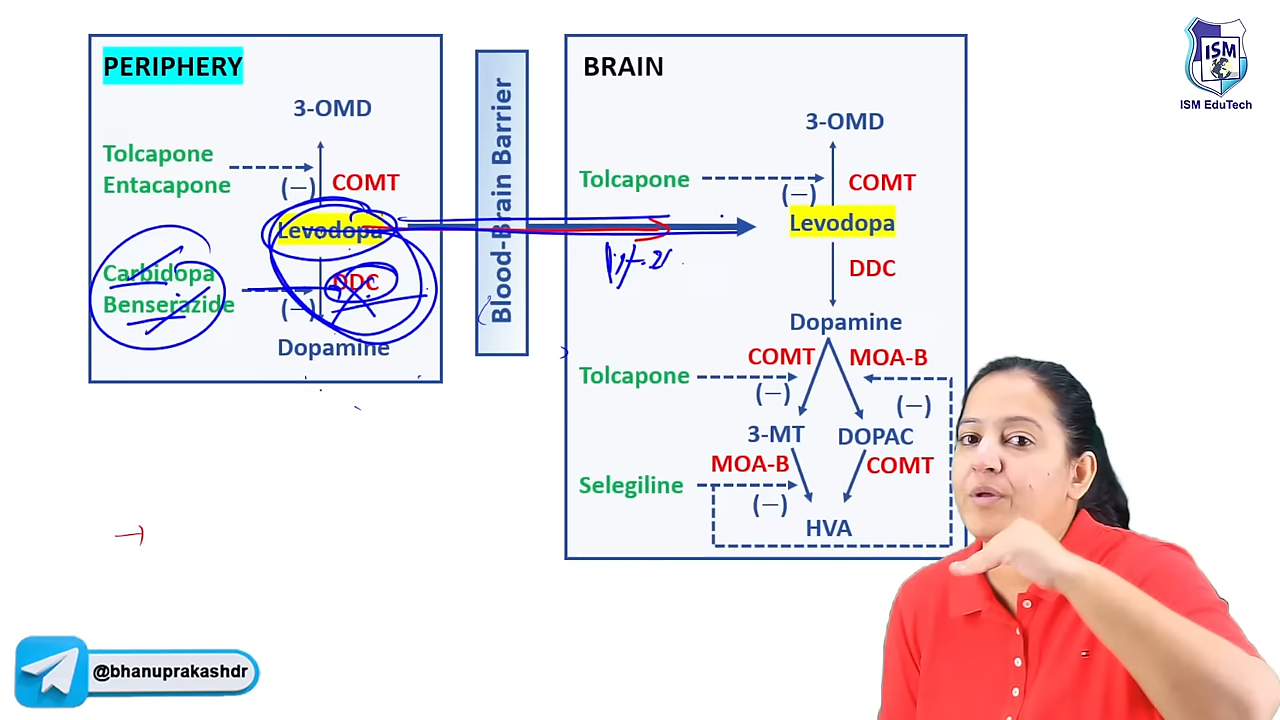 PERIPHERY
3-OMD
Tolcapone
Entacapone
(—)
COMT
Levodopa
Carbidopa
Benserazide
DDC
(—)
Dopamine
Blood-Brain Barrier
BRAIN
3-OMD
Tolcapone
(—)
COMT
Levodopa
DDC
Dopamine
COMT
MOA-B
Tolcapone
(—)
(—)
3-MT
DOPAC
MOA-B
COMT
Selegiline
(—)
HVA
ISM
ISM EduTech
@bhanuprakashdr